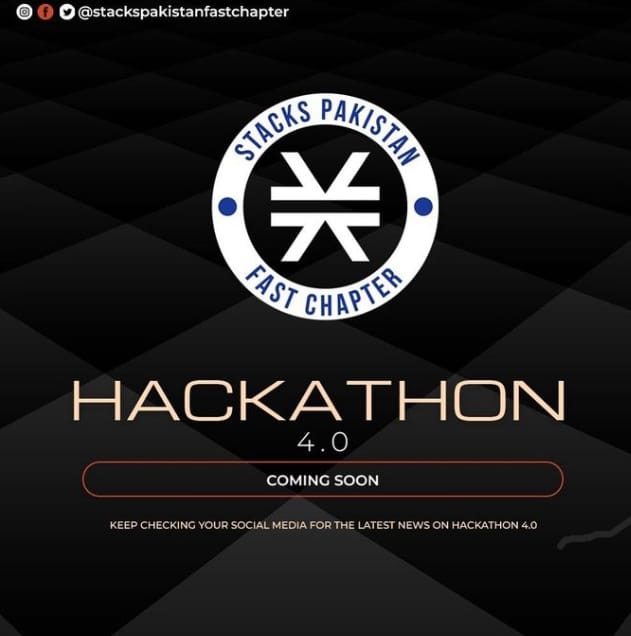 @stackspakistanfastchapter
STACKS PAKISTAN
FAST CHAPTER
HACKATHON
4.0
COMING SOON
KEEP CHECKING YOUR SOCIAL MEDIA FOR THE LATEST NEWS ON HACKATHON 4.0